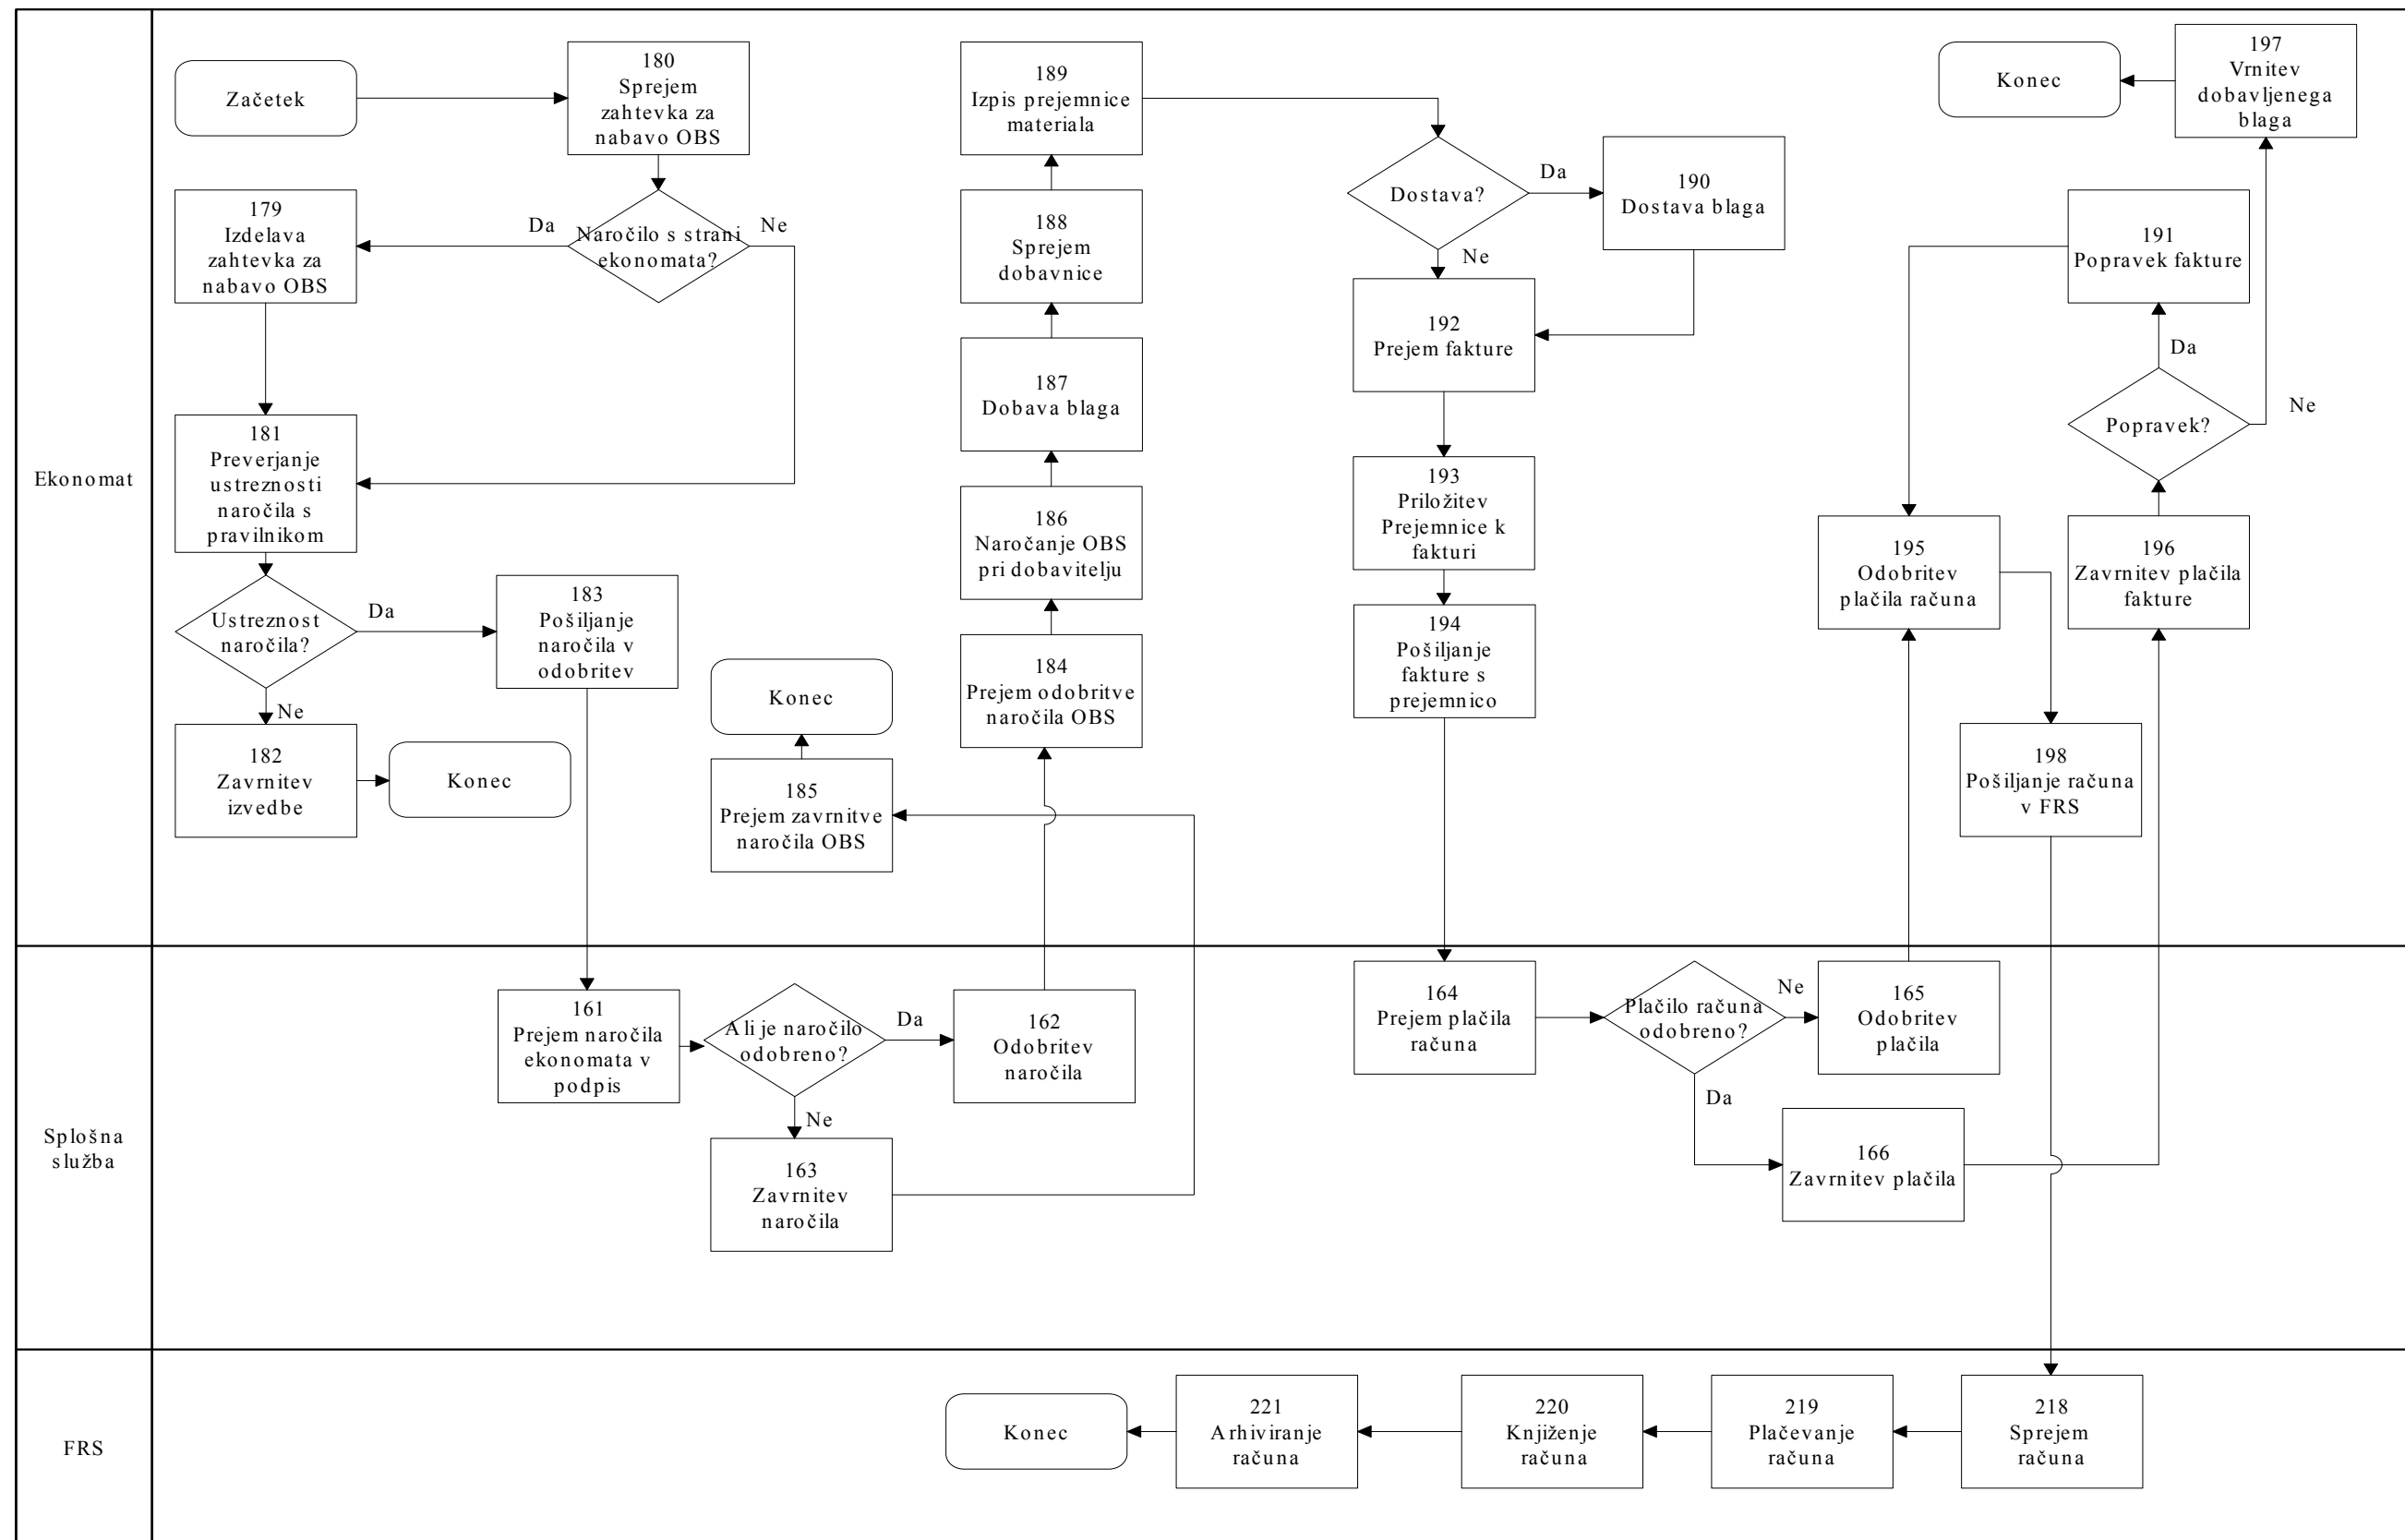 Ekonomat
Začetek
180
Sprejem
zahtevka za
nabavo OBS
Naročilo s strani
ekonomata?
Da
Ne
179
Izdelava
zahtevka za
nabavo OBS
181
Preverjanje
ustreznosti
naročila s
pravilnikom
Ustreznost
naročila?
Da
Ne
183
Pošiljanje
naročila v
odobritev
182
Zavrnitev
izvedbe
Konec
Konec
185
Prejem zavrnitve
naročila OBS
189
Izpis prejemnice
materiala
188
Sprejem
dobavnice
187
Dobava blaga
186
Naročanje OBS
pri dobavitelju
184
Prejem odobritve
naročila OBS
Dostava?
Da
Ne
190
Dostava blaga
192
Prejem fakture
193
Priložitev
Prejemnice k
fakturi
194
Pošiljanje
fakture s
prejemnico
Konec
197
Vrnitev
dobavljenega
blaga
191
Popravek fakture
Da
Popravek?
Ne
195
Odobritev
plačila računa
196
Zavrnitev plačila
fakture
198
Pošiljanje računa
v FRS
Splošna
služba
161
Prejem naročila
ekonomata v
podpis
Ali je naročilo
odobreno?
Da
Ne
162
Odobritev
naročila
163
Zavrnitev
naročila
164
Prejem plačila
računa
Plačilo računa
odobreno?
Ne
Da
165
Odobritev
plačila
166
Zavrnitev plačila
FRS
Konec
221
Arhiviranje
računa
220
Knjiženje
računa
219
Plačevanje
računa
218
Sprejem
računa